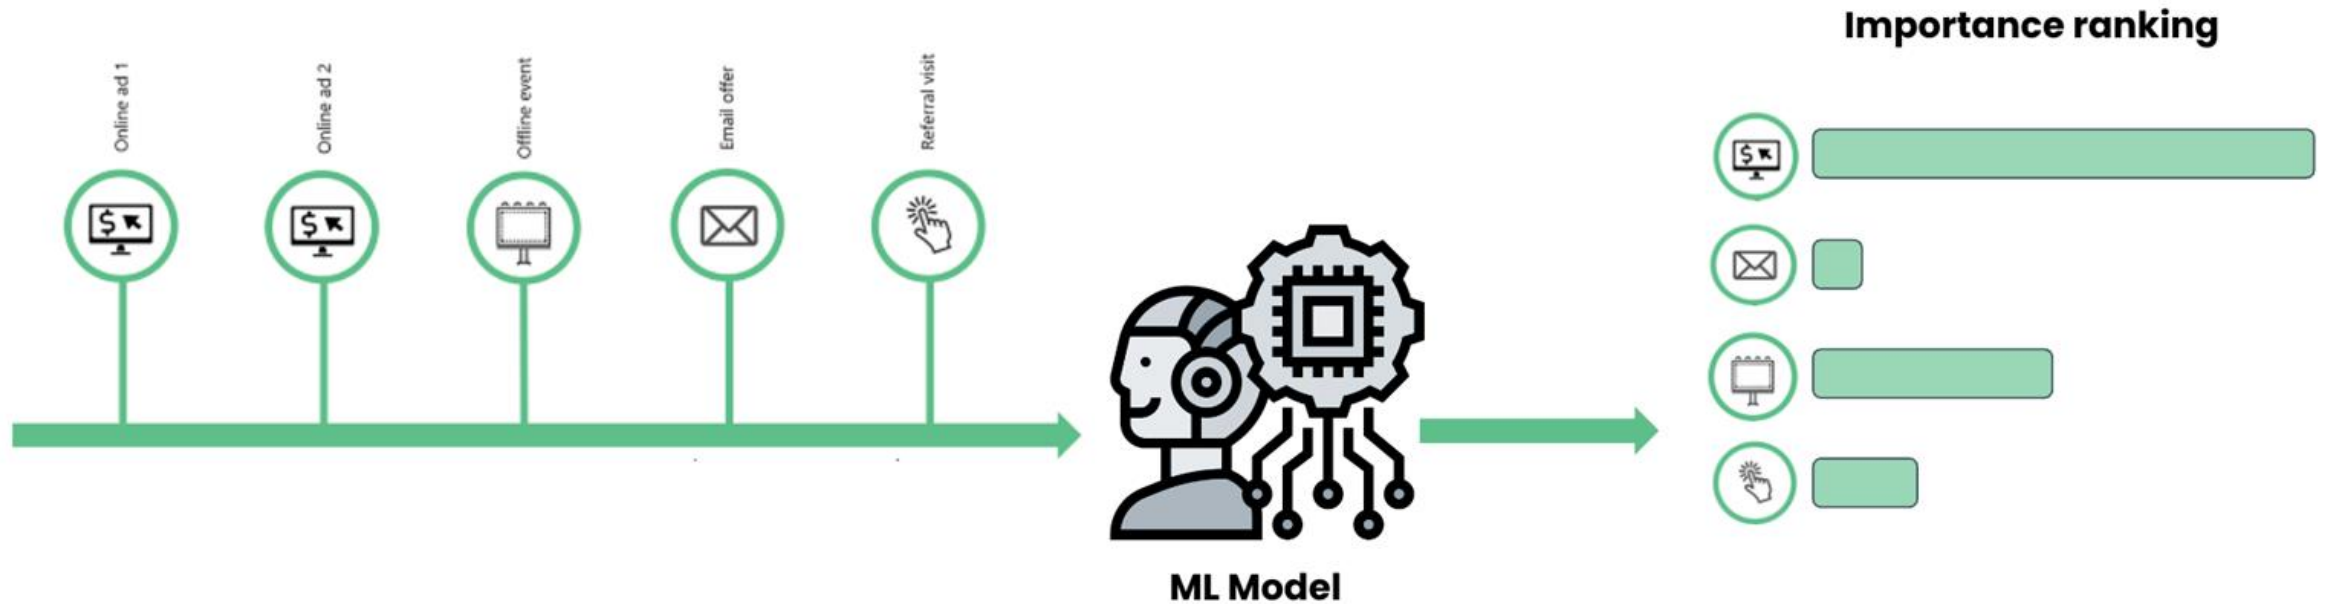 Online ad 1
Online ad 2
Offline event
Email offer
Referral visit
ML Model
Importance ranking